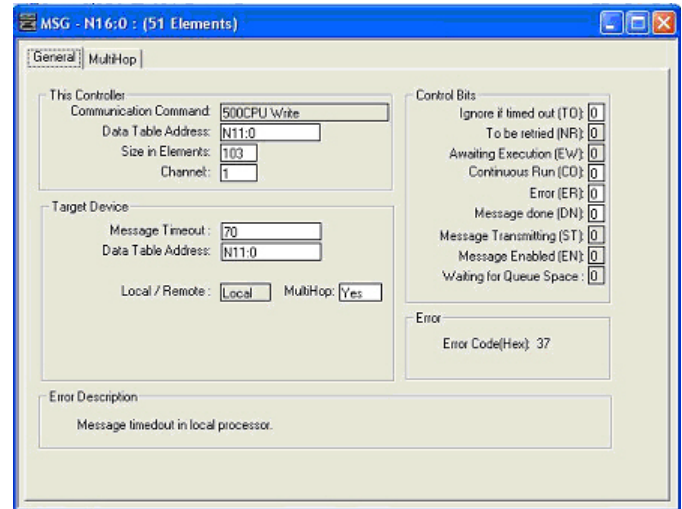 MSG - N16:0 : (51 Elements)
General MultiHop
This Controller
Communication Command: 500CPU Write
Data Table Address: N11:0
Size in Elements: 103
Channel: 1
Target Device
Message Timeout : 70
Data Table Address: N11:0
Local / Remote : Local MultiHop: Yes
Control Bits
Ignore if timed out (TO): 0
To be retried (NR): 0
Awaiting Execution (EW): 0
Continuous Run (CO): 0
Error (ER): 0
Message done (DN): 0
Message Transmitting (ST): 0
Message Enabled (EN): 0
Waiting for Queue Space : 0
Error
Error Code(Hex): 37
Error Description
Message timedout in local processor.